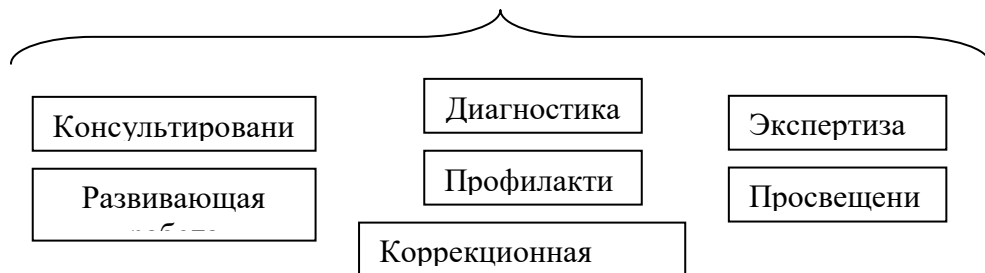 Консультировани
Диагностика
Экспертиза
Развивающая
Профилакти
Просвещени
Коррекционная